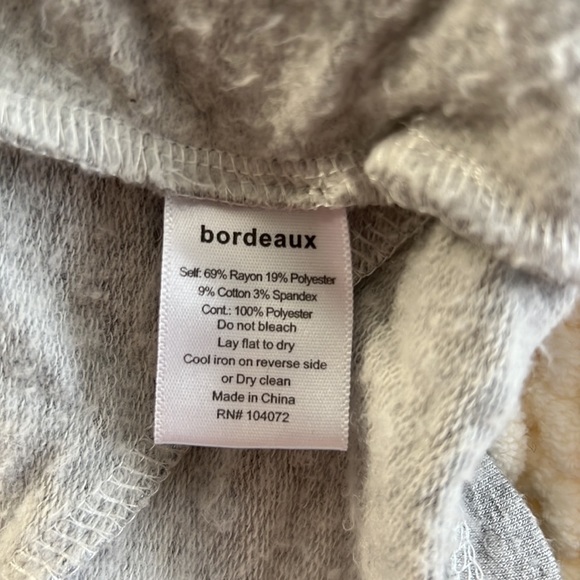 bordeaux
Self: 69% Rayon 19% Polyester
9% Cotton 3% Spandex
Cont.: 100% Polyester
Do not bleach
Lay flat to dry
Cool iron on reverse side
or Dry clean
Made in China
RN# 104072